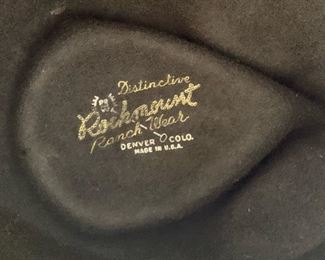 Distinctive
Rockmount
Ranch Wear
DENVER COLO.
MADE IN U.S.A.